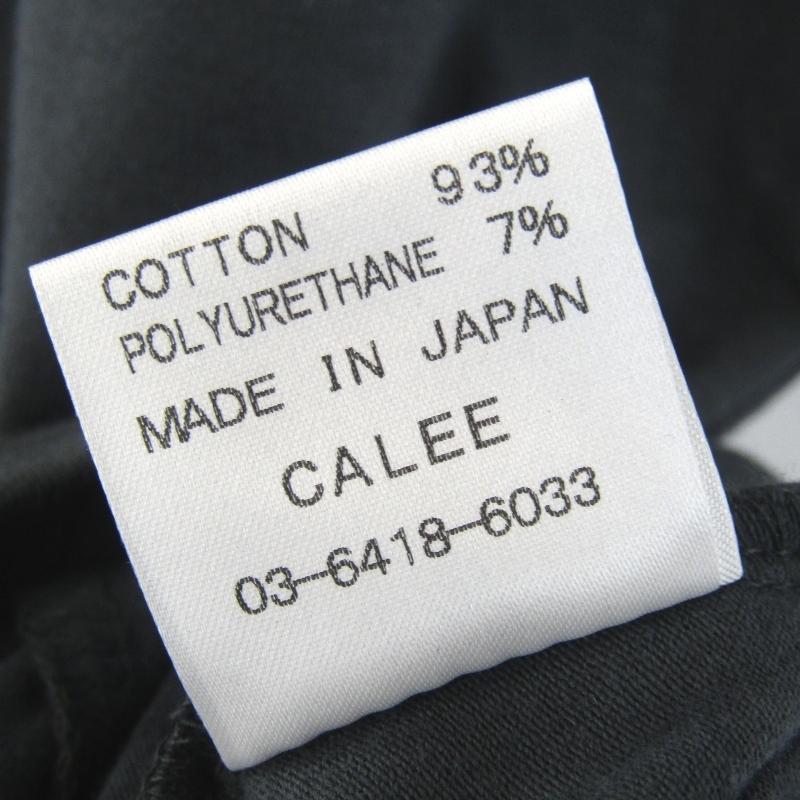 COTTON 93%
POLYURETHANE 7%
MADE IN JAPAN
CALEE
03-6418-6033